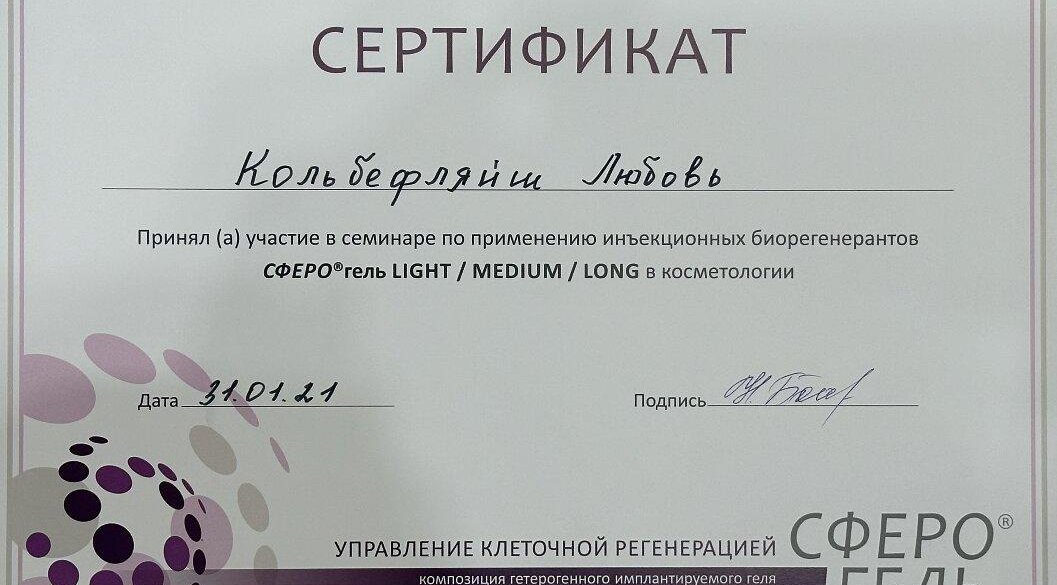 СЕРТИФИКАТ
Кольбефляйш Любовь
Принял (а) участие в семинаре по применению инъекционных биорегенерантов
СФЕРО®гель LIGHT / MEDIUM / LONG в косметологии
Дата 31.01.21 Подпись
УПРАВЛЕНИЕ КЛЕТОЧНОЙ РЕГЕНЕРАЦИЕЙ СФЕРО®
ГЕЛЬ
композиция гетерогенного имплантируемого геля